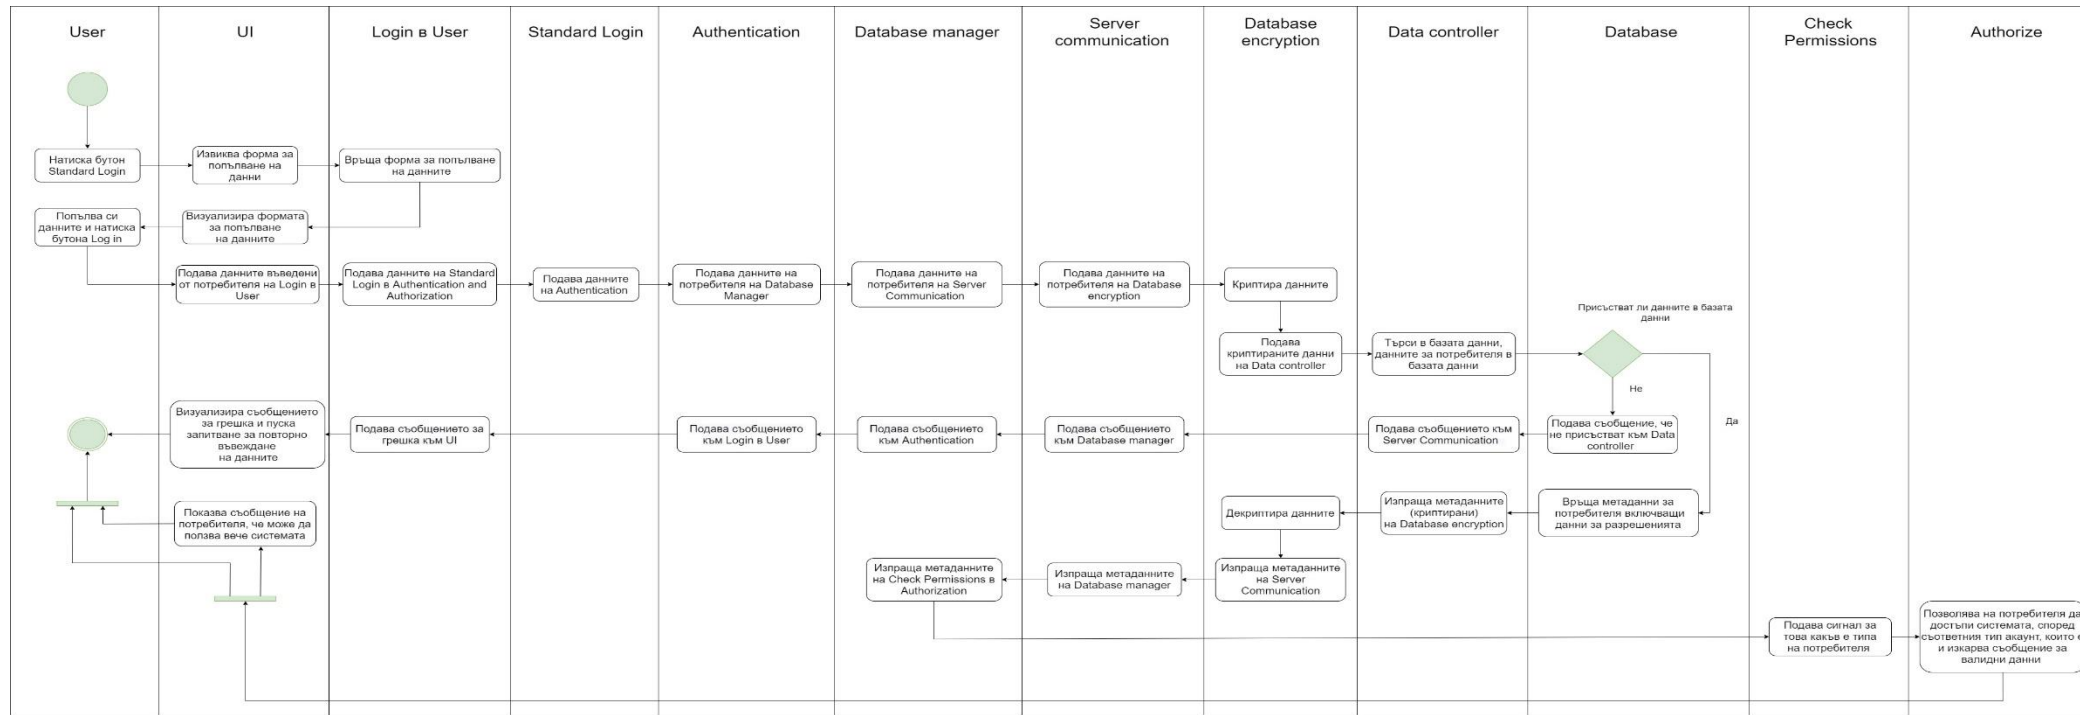 User
UI
Login в User
Standard Login
Authentication
Database manager
Server
communication
Database
encryption
Data controller
Database
Check
Permissions
Authorize
Натиска бутон
Standard Login
Извиква форма за
попълване на
данни
Връща форма за попълване
на данните
Попълва си
данните и натиска
бутона Log in
Визуализира формата
за попълване
на данните
Подава данните въведени
от потребителя на Login в
User
Подава данните на Standard
Login в Authentication and
Authorization
Подава данните
на Authentication
Подава данните на
потребителя на Database
Manager
Подава данните на
потребителя на Server
Communication
Подава данните на
потребителя на Database
encryption
Криптира данните
Присъстват ли данните в базата
данни
Подава
криптираните данни
на Data controller
Търси в базата данни,
данните за потребителя в
базата данни
Не
Да
Визуализира съобщението
за грешка и пуска
запитване за повторно
въвеждане
на данните
Подава съобщението за
грешка към UI
Подава съобщението
към Login в User
Подава съобщението
към Authentication
Подава съобщението
към Database manager
Подава съобщението към
Server Communication
Подава съобщение, че
не присъстват към Data
controller
Показва съобщение на
потребителя, че може да
ползва вече системата
Декриптира данните
Изпраща метаданните
(криптирани)
на Database encryption
Връща метаданни за
потребителя включващи
данни за разрешенията
Изпраща метаданните
на Check Permissions в
Authorization
Изпраща метаданните
на Database manager
Изпраща метаданните
на Server
Communication
Подава сигнал за
това какъв е типа
на потребителя
Позволява на потребителя да
достъпи системата, според
съответния тип акаунт, които е
и изкарва съобщение за
валидни данни